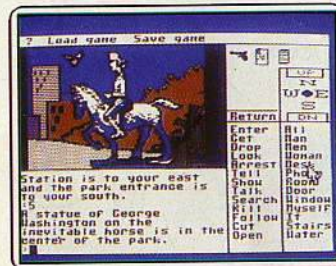 ? Load game Save game
UP
N
W E
S
DN
Return
Enter All
Get Man
Drop Men
Look Woman
Arrest Desk
Tell Photo
Show Room
Talk Door
Search Window
Kill Myself
Follow It
Cut Stairs
Open Water
Station is to your east
and the park entrance is
to your south.
:S
A statue of George
Washington on the
inevitable horse is in the
center of the park.
: